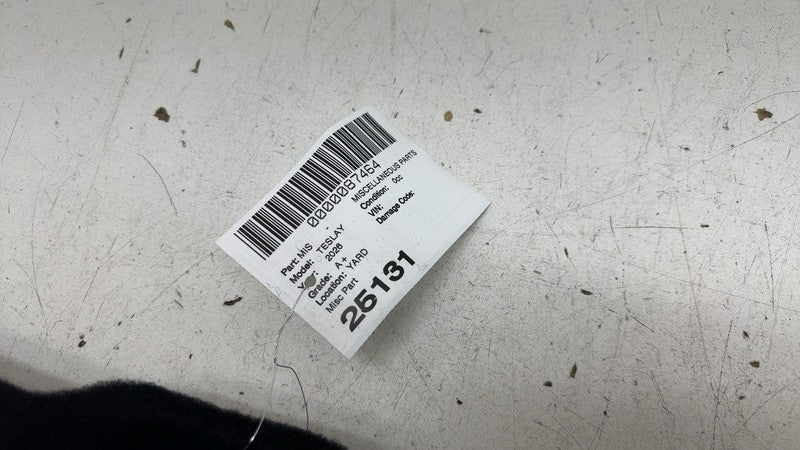 0000087464
Part: MIS - MISCELLANEOUS PARTS
Model: TESLAY Condition: 0cc
Year: 2026 VIN:
Grade: A+ Damage Code:
Location: YARD
Misc Part
25131